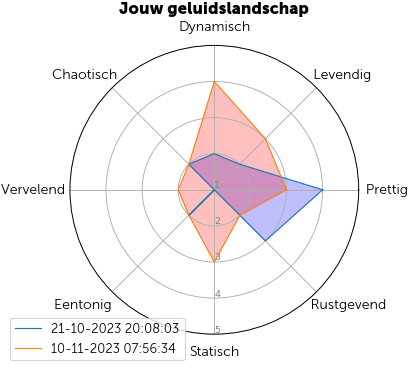 Jouw geluidslandschap
Dynamisch
Chaotisch
Levendig
Vervelend
Prettig
1
2
3
4
5
Eentonig
Rustgevend
Statisch
21-10-2023 20:08:03
10-11-2023 07:56:34